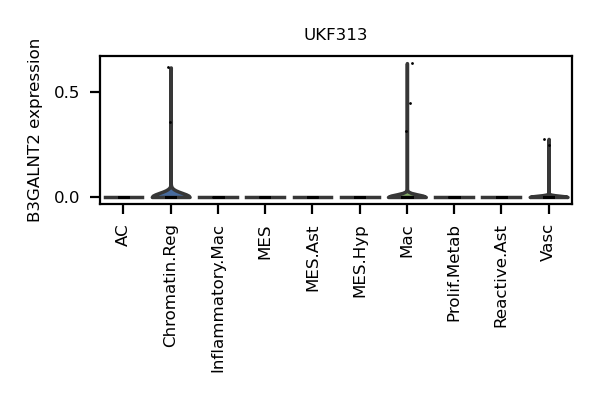 UKF313
B3GALNT2 expression
0.5
0.0
AC
Chromatin.Reg
Inflammatory.Mac
MES
MES.Ast
MES.Hyp
Mac
Prolif.Metab
Reactive.Ast
Vasc